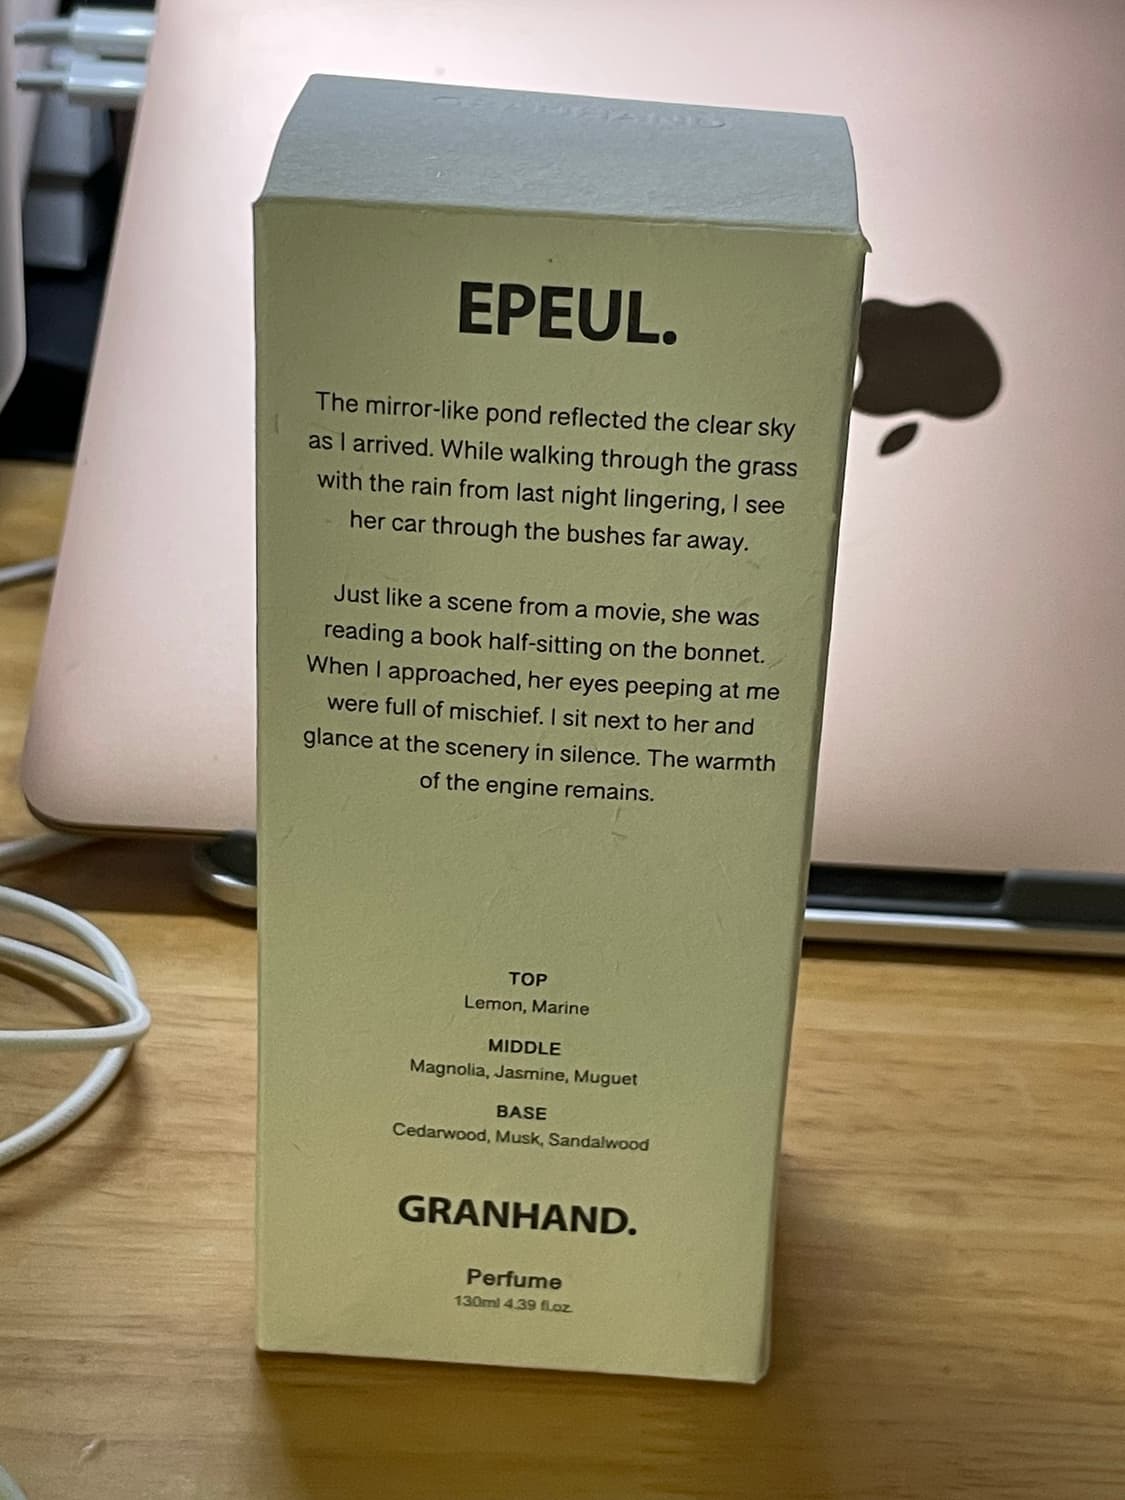 GRANHAND
EPEUL.
The mirror-like pond reflected the clear sky
as I arrived. While walking through the grass
with the rain from last night lingering, I see
her car through the bushes far away.
Just like a scene from a movie, she was
reading a book half-sitting on the bonnet.
When I approached, her eyes peeping at me
were full of mischief. I sit next to her and
glance at the scenery in silence. The warmth
of the engine remains.
TOP
Lemon, Marine
MIDDLE
Magnolia, Jasmine, Muguet
BASE
Cedarwood, Musk, Sandalwood
GRANHAND.
Perfume
130ml 4.39 fl.oz.